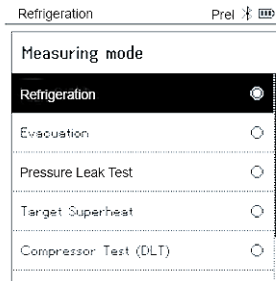 Refrigeration Prel
Measuring mode
Refrigeration
Evacuation
Pressure Leak Test
Target Superheat
Compressor Test (DLT)